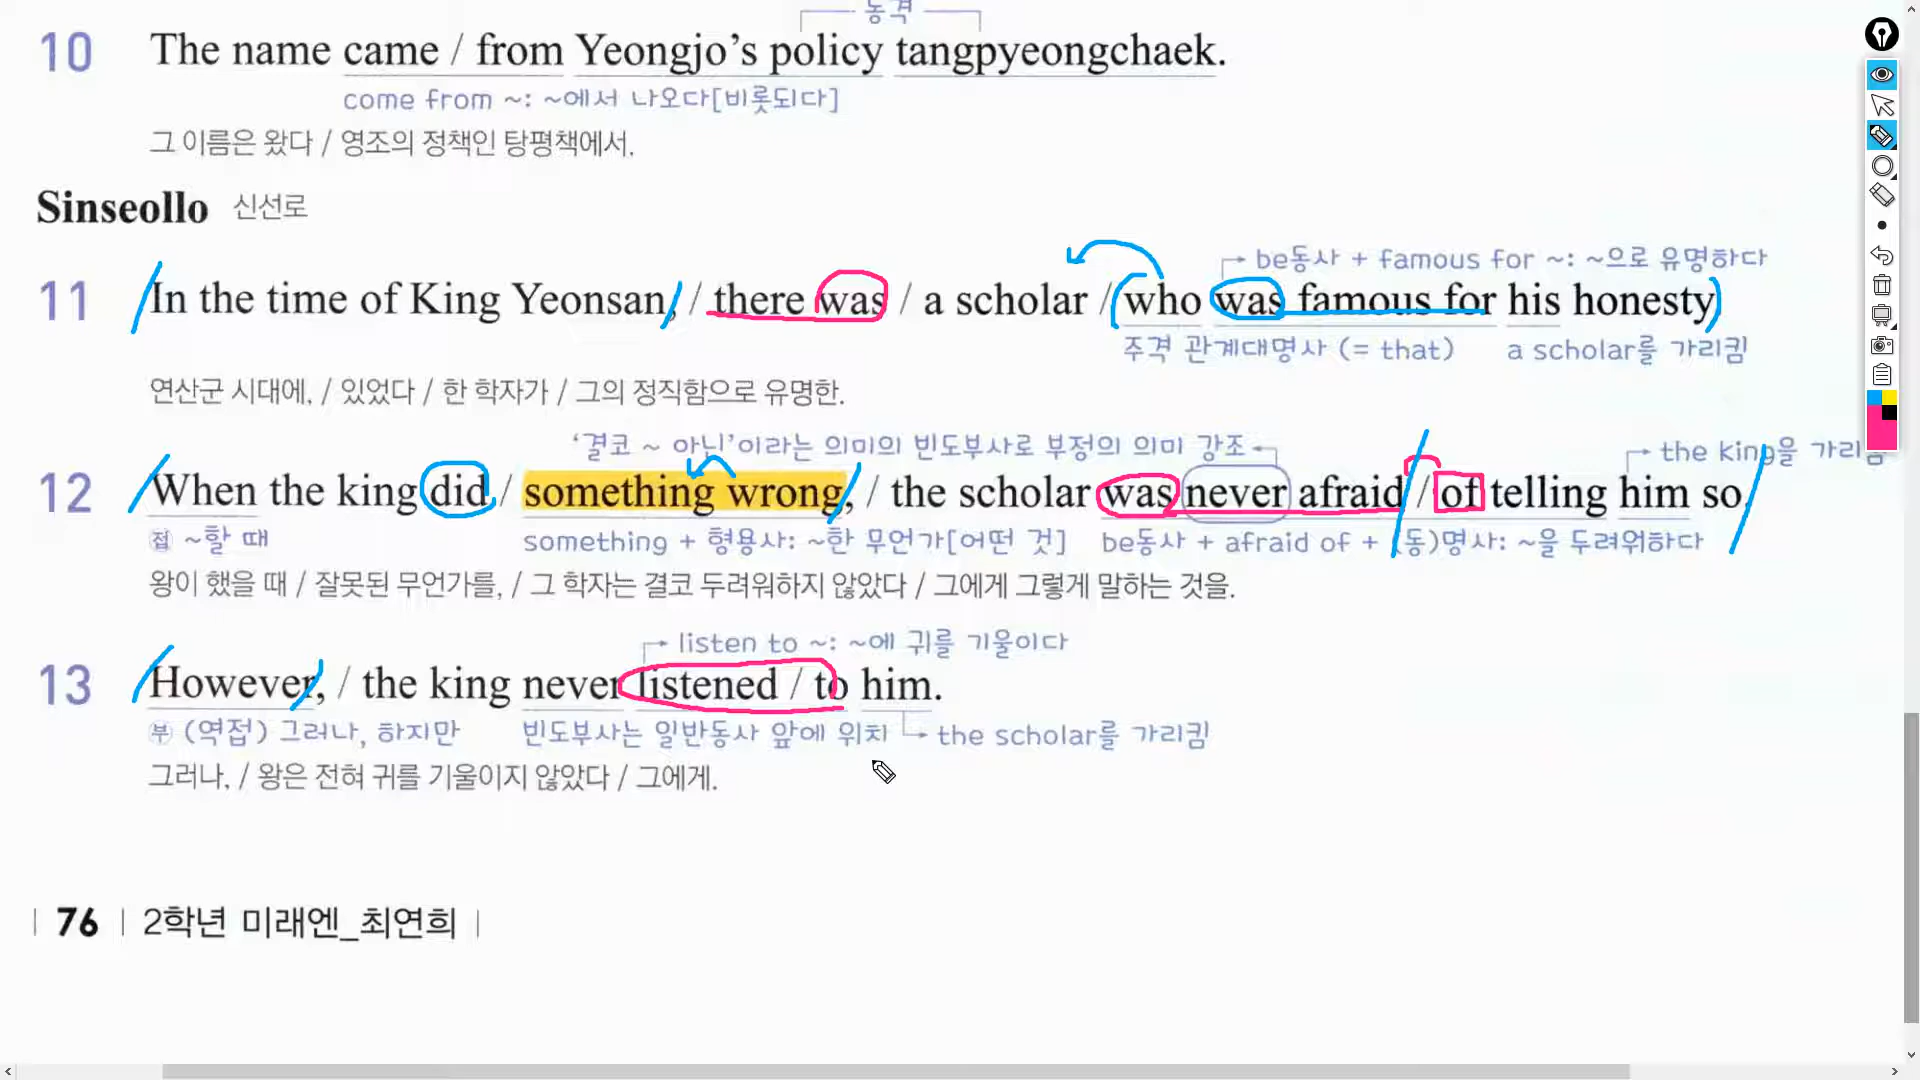 동격
10 The name came / from Yeongjo's policy tangpyeongchaek.
come from ~: ~에서 나오다[비롯되다]
그 이름은 왔다 / 영조의 정책인 탕평책에서.
Sinseollo 신선로
be동사 + famous for ~: ~으로 유명하다
11 In the time of King Yeonsan, / there was / a scholar / who was famous for his honesty
주격 관계대명사 (= that) a scholar를 가리킴
연산군 시대에, / 있었다 / 한 학자가 / 그의 정직함으로 유명한.
'결코 ~ 아닌'이라는 의미의 빈도부사로 부정의 의미 강조 the king을 가리킴
12 When the king did / something wrong, / the scholar was never afraid / of telling him so.
접 ~할 때 something + 형용사: ~한 무언가[어떤 것] be동사 + afraid of + (동)명사: ~을 두려워하다
왕이 했을 때 / 잘못된 무언가를, / 그 학자는 결코 두려워하지 않았다 / 그에게 그렇게 말하는 것을.
listen to ~: ~에 귀를 기울이다
13 However, / the king never listened / to him.
부 (역접) 그러나, 하지만 빈도부사는 일반동사 앞에 위치 the scholar를 가리킴
그러나, / 왕은 전혀 귀를 기울이지 않았다 / 그에게.
76 2학년 미래엔_최연희